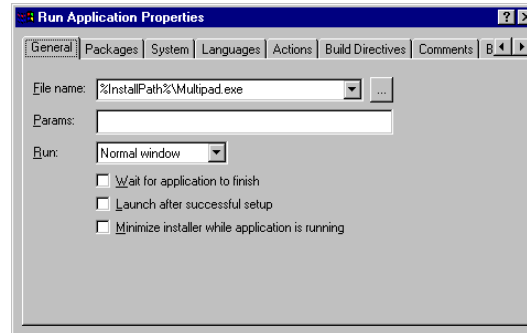 Run Application Properties
General Packages System Languages Actions Build Directives Comments B
File name: %InstallPath%\Multipad.exe ...
Params:
Run: Normal window
Wait for application to finish
Launch after successful setup
Minimize installer while application is running